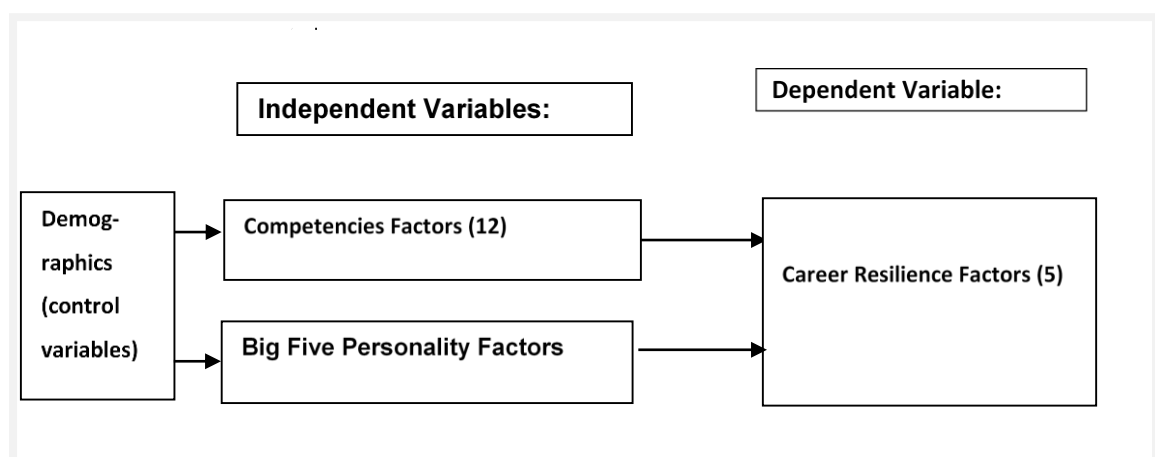 Independent Variables:
Dependent Variable:
Demog-
raphics
(control
variables)
Competencies Factors (12)
Big Five Personality Factors
Career Resilience Factors (5)